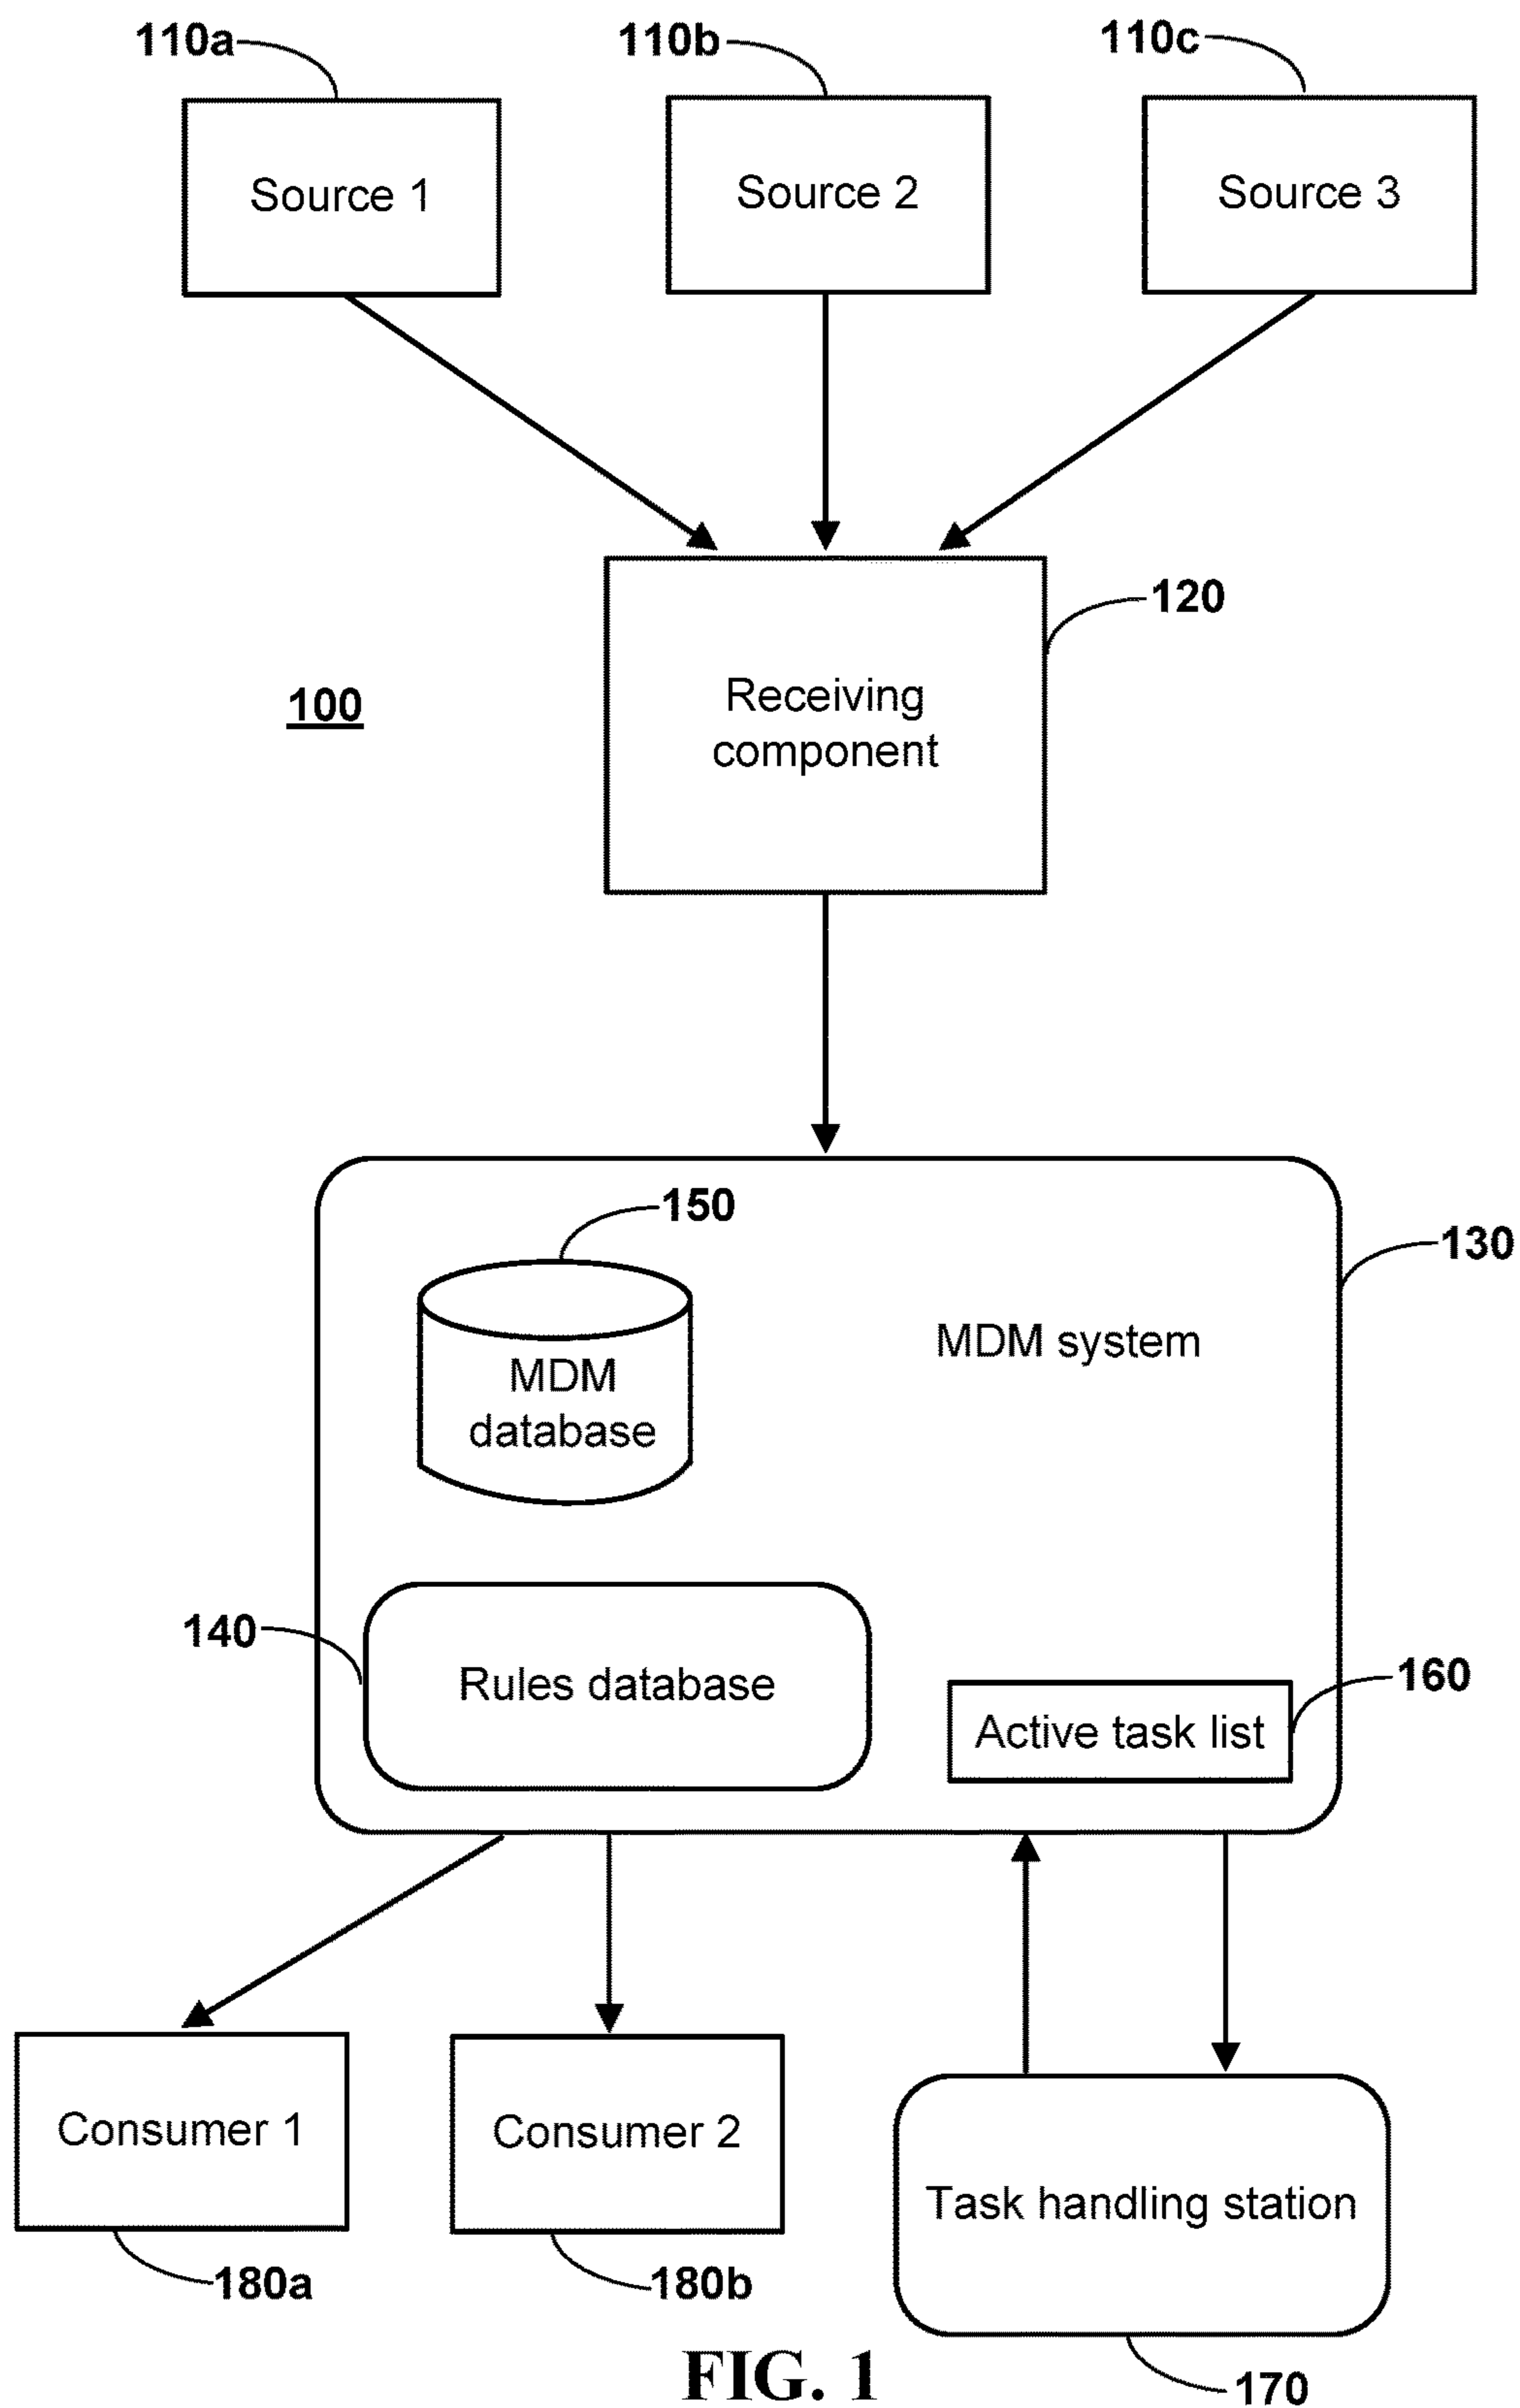 110a
110b
110c
Source 1
Source 2
Source 3
120
Receiving
component
100
150
130
MDM system
MDM
database
140
Rules database
160
Active task list
Consumer 1
Consumer 2
Task handling station
180a
180b
170
FIG. 1